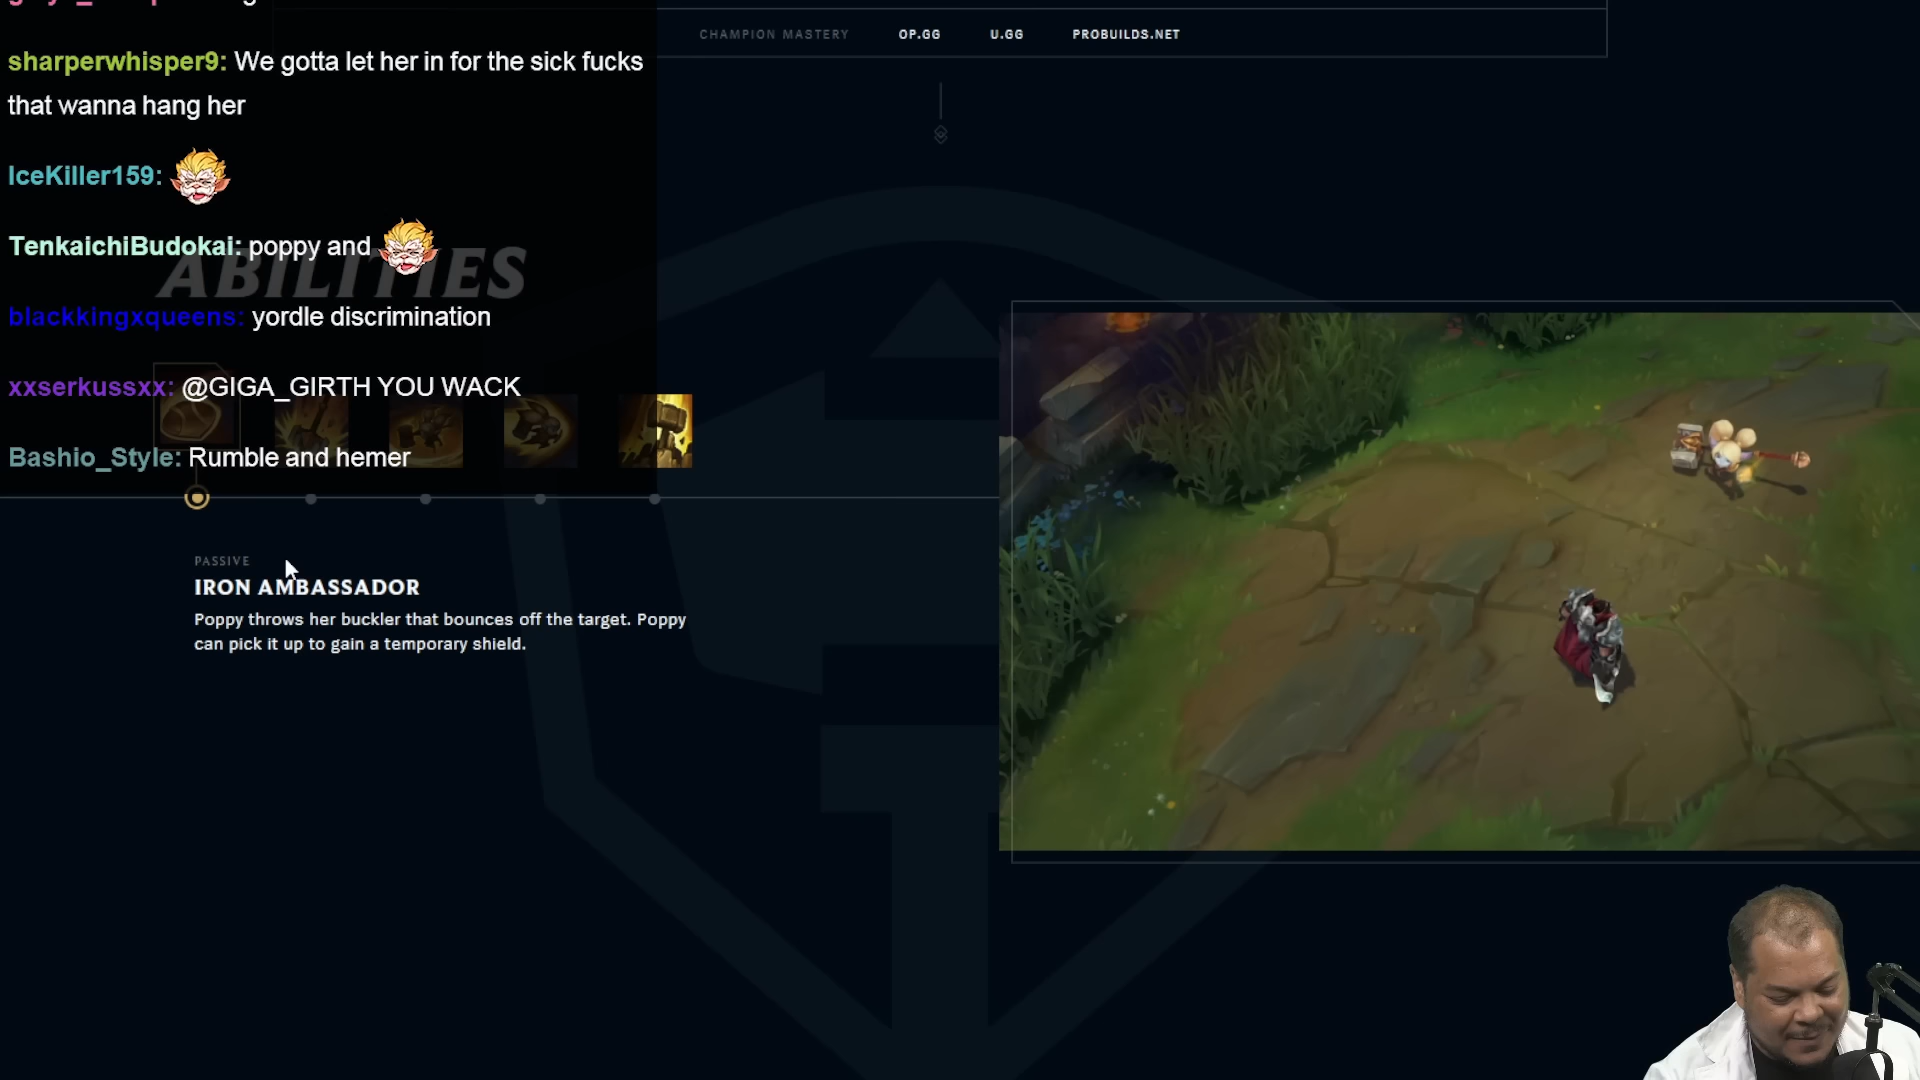 CHAMPION MASTERY OP.GG U.GG PROBUILDS.NET
sharperwhisper9: We gotta let her in for the sick fucks
that wanna hang her
IceKiller159:
TenkaichiBudokai: poppy and
ABILITIES
blackkingxqueens: yordle discrimination
xxserkussxx: @GIGA_GIRTH YOU WACK
Bashio_Style: Rumble and hemer
PASSIVE
IRON AMBASSADOR
Poppy throws her buckler that bounces off the target. Poppy
can pick it up to gain a temporary shield.